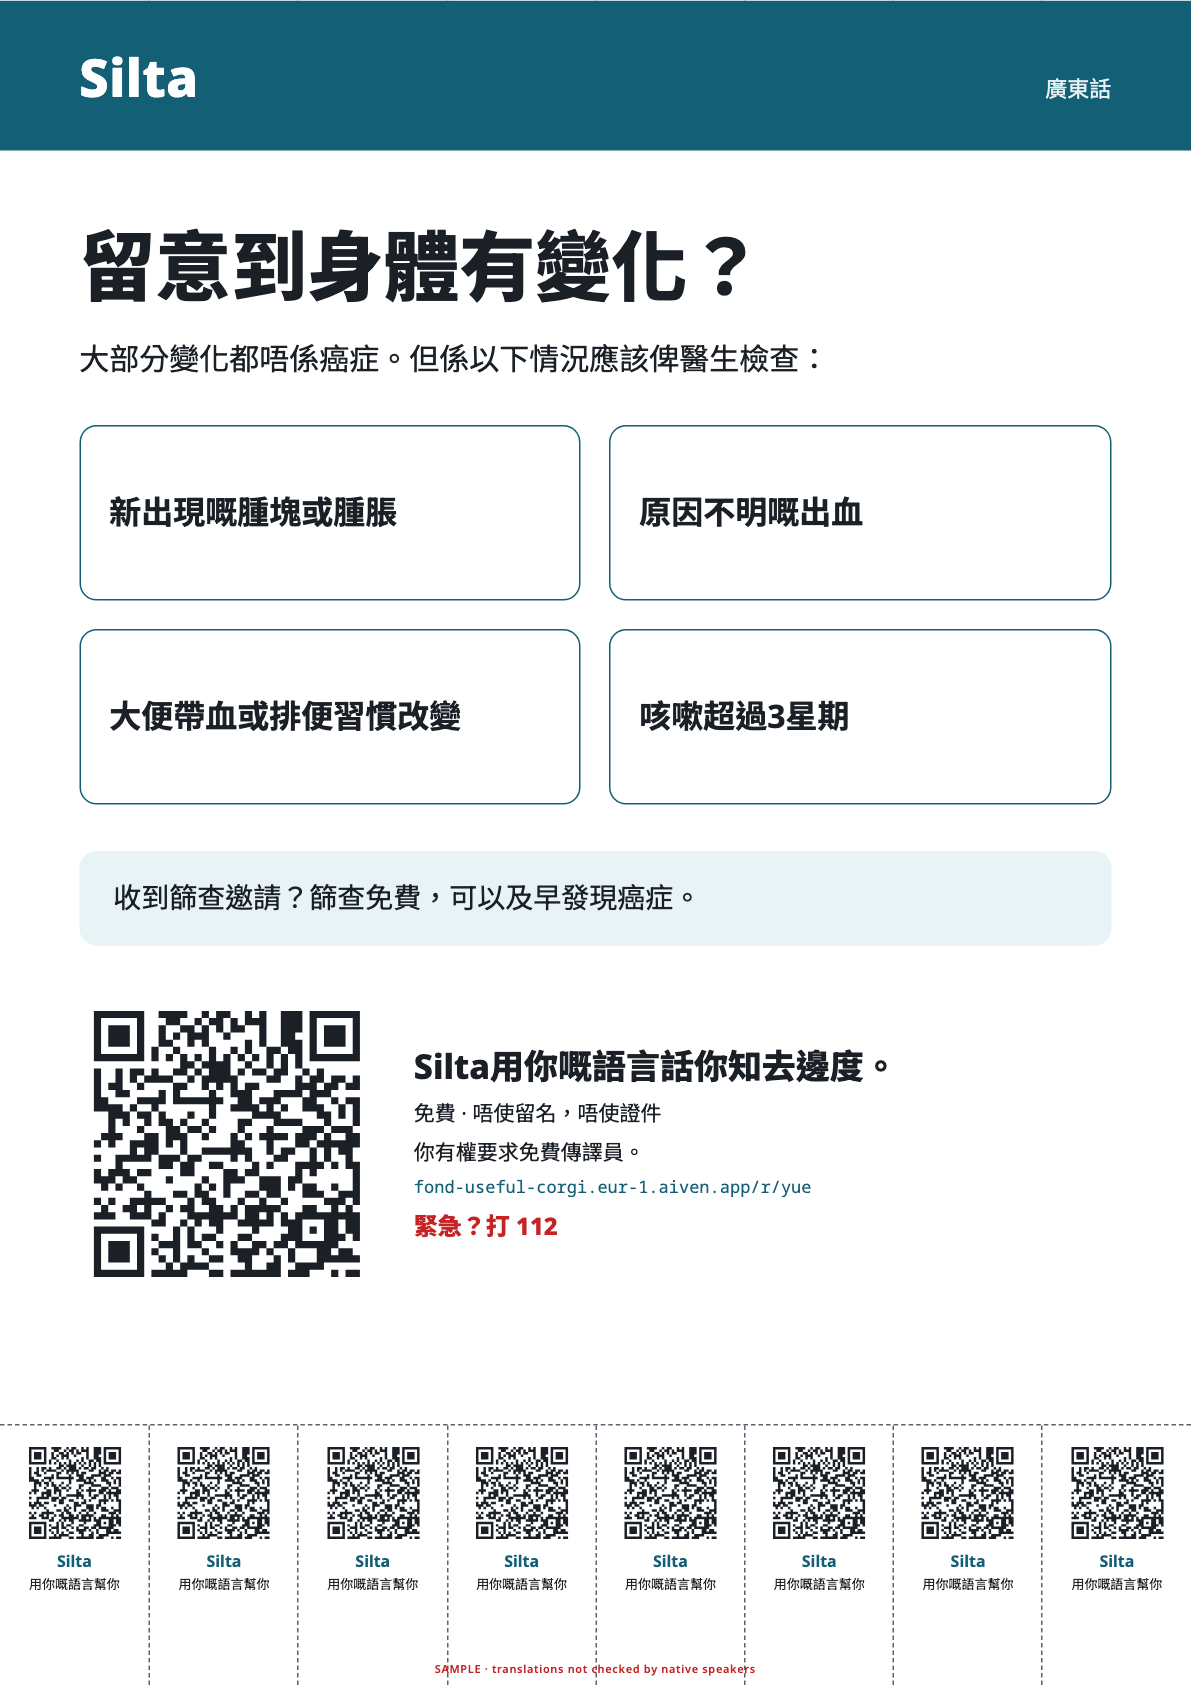 Silta
廣東話
留意到身體有變化？
大部分變化都唔係癌症。但係以下情況應該俾醫生檢查：
新出現嘅腫塊或腫脹
原因不明嘅出血
大便帶血或排便習慣改變
咳嗽超過3星期
收到篩查邀請？篩查免費，可以及早發現癌症。
Silta用你嘅語言話你知去邊度。
免費 · 唔使留名，唔使證件
你有權要求免費傳譯員。
fond-useful-corgi.eur-1.aiven.app/r/yue
緊急？打 112
Silta
用你嘅語言幫你
Silta
用你嘅語言幫你
Silta
用你嘅語言幫你
Silta
用你嘅語言幫你
Silta
用你嘅語言幫你
Silta
用你嘅語言幫你
Silta
用你嘅語言幫你
Silta
用你嘅語言幫你
SAMPLE · translations not checked by native speakers